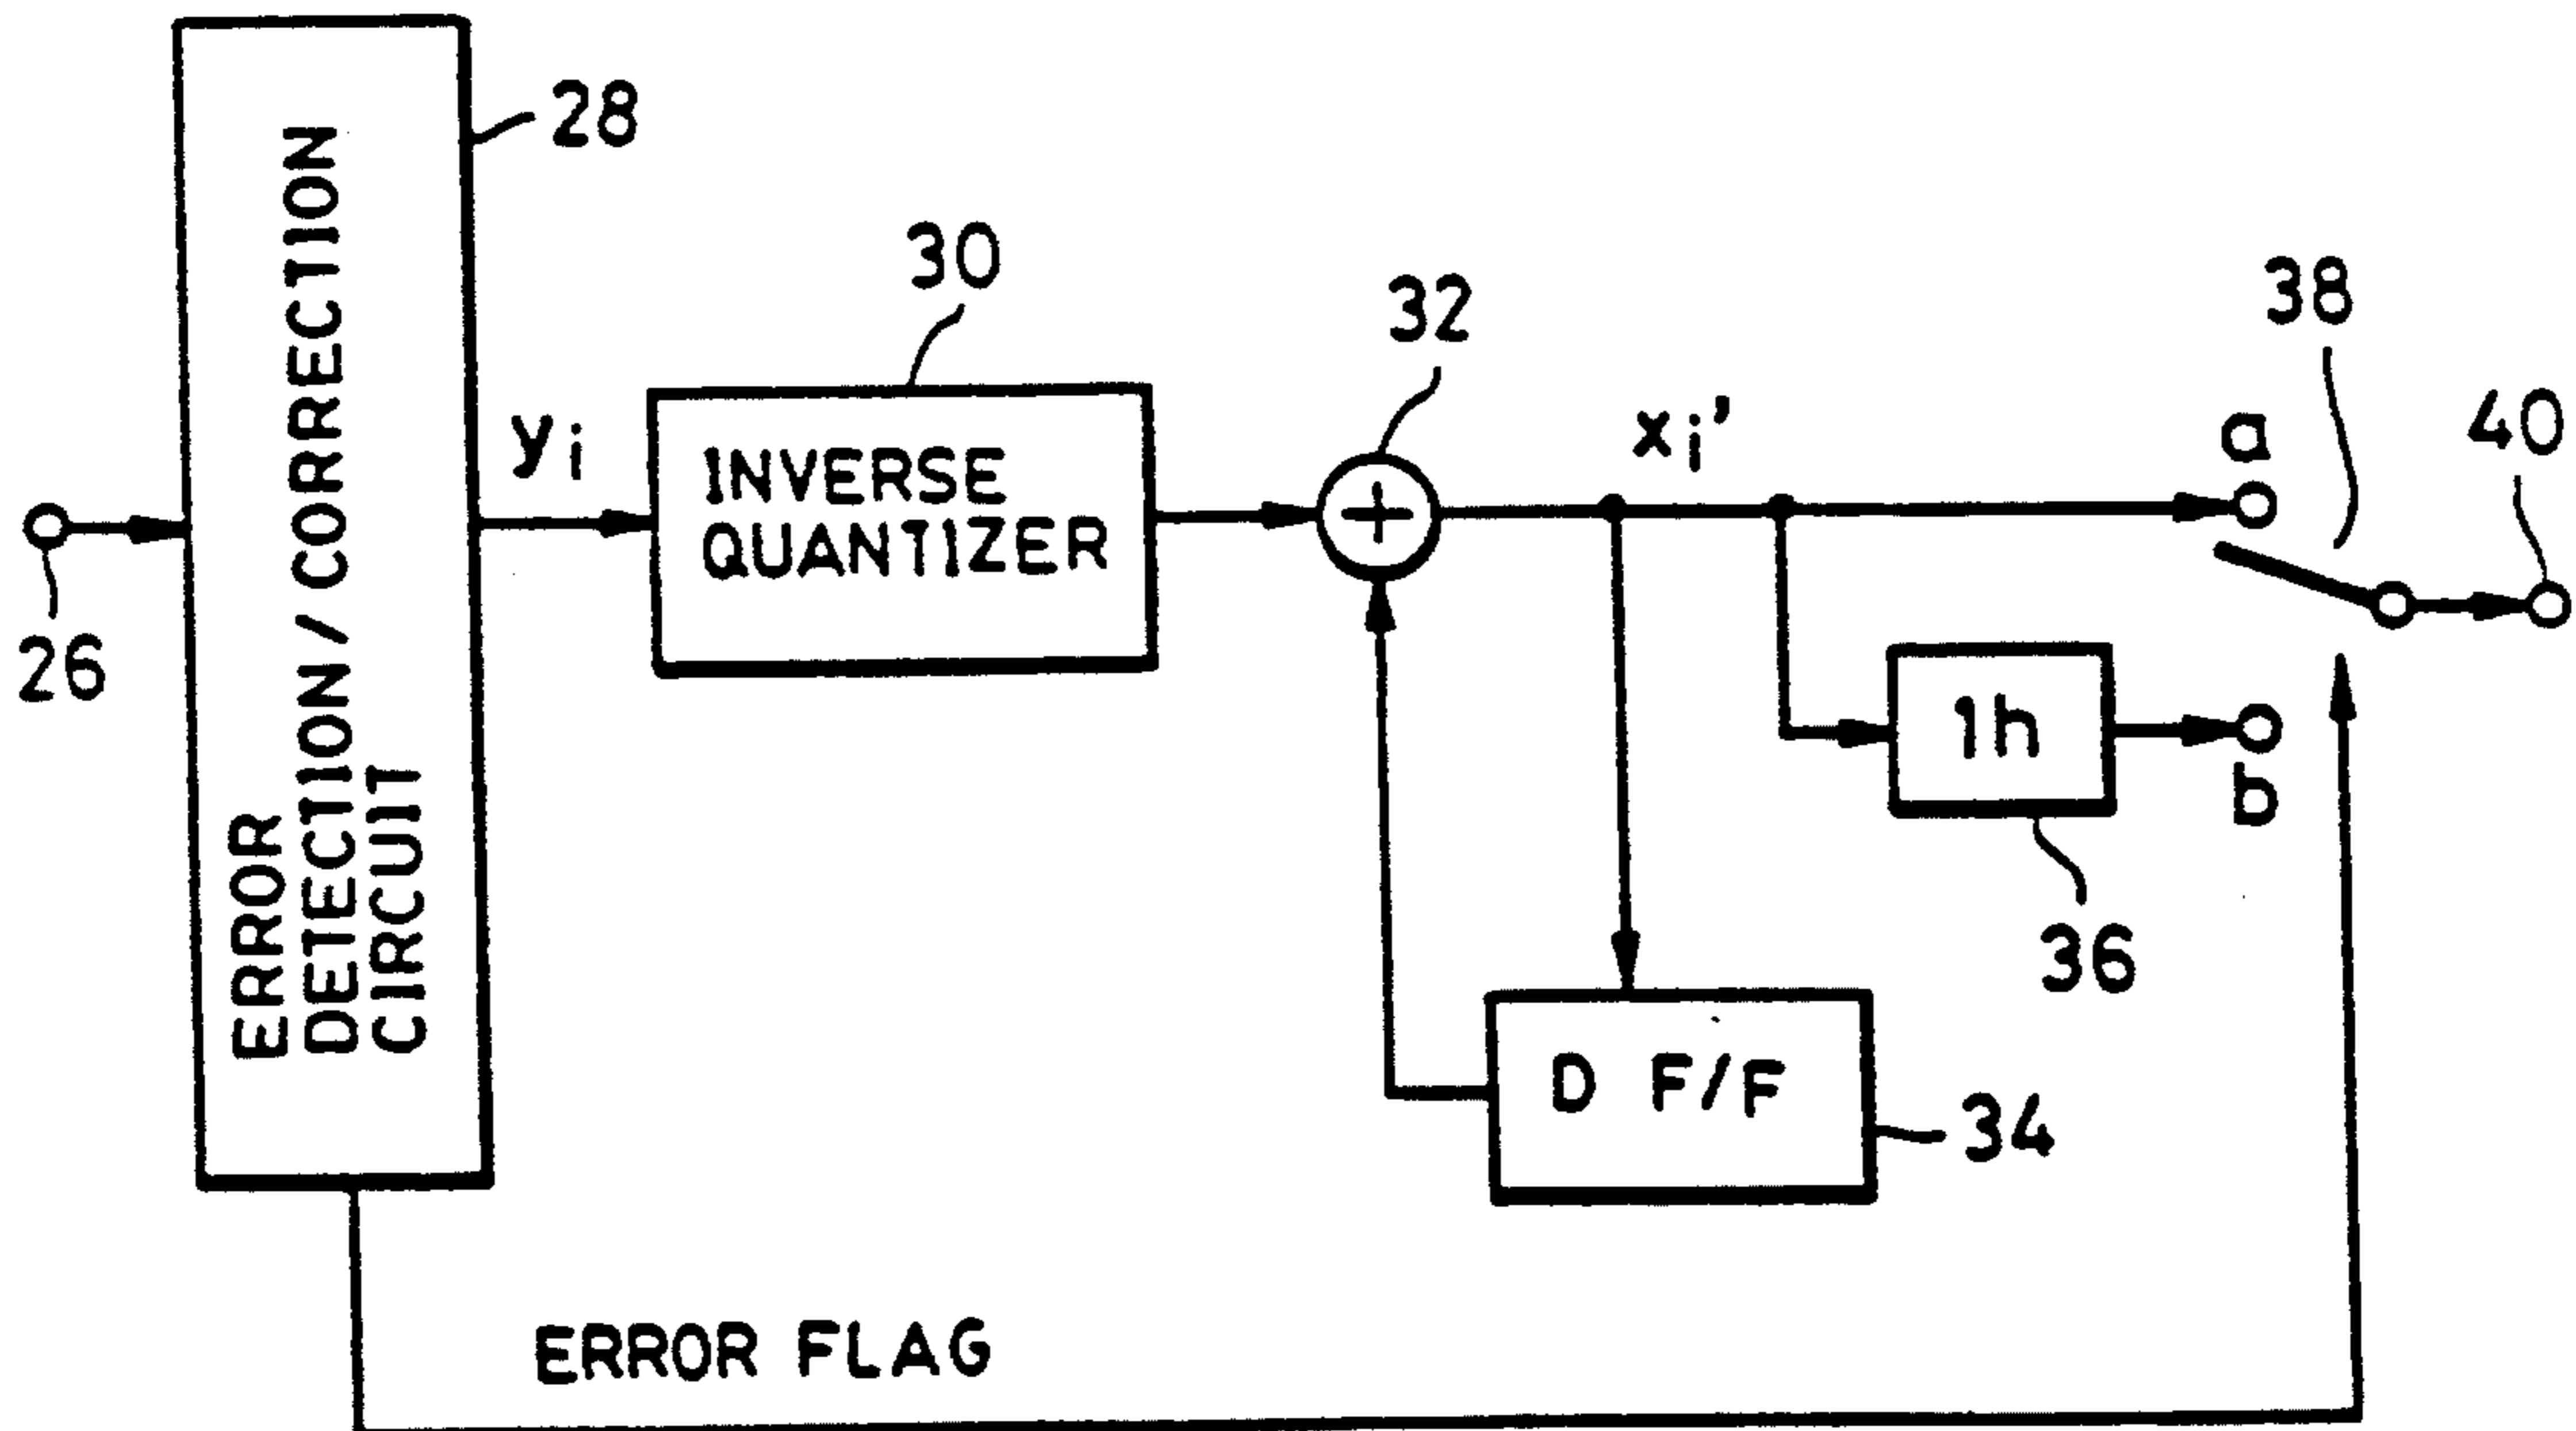 28
ERROR
DETECTION/CORRECTION
CIRCUIT
26
yi
30
INVERSE
QUANTIZER
32
xi'
a
38
40
1h
b
36
D F/F
34
ERROR FLAG